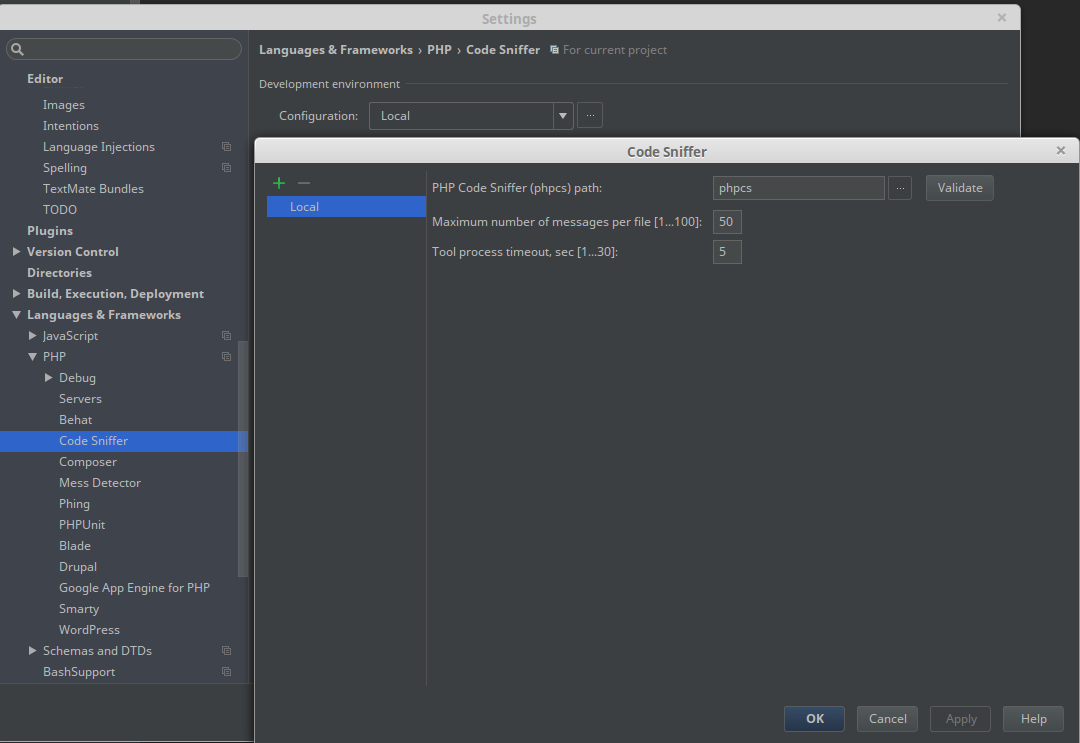 Settings
Languages & Frameworks › PHP › Code Sniffer For current project
Development environment
Configuration: Local ...
Editor
Images
Intentions
Language Injections
Spelling
TextMate Bundles
TODO
Plugins
Version Control
Directories
Build, Execution, Deployment
Languages & Frameworks
JavaScript
PHP
Debug
Servers
Behat
Code Sniffer
Composer
Mess Detector
Phing
PHPUnit
Blade
Drupal
Google App Engine for PHP
Smarty
WordPress
Schemas and DTDs
BashSupport
Code Sniffer
Local
PHP Code Sniffer (phpcs) path: phpcs ... Validate
Maximum number of messages per file [1...100]: 50
Tool process timeout, sec [1...30]: 5
OK Cancel Apply Help